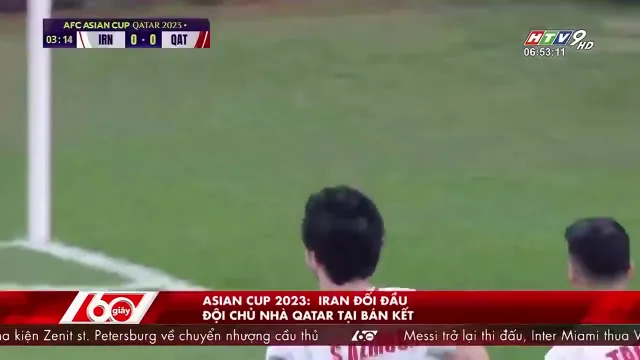 AFC ASIAN CUP QATAR 2023
03:14 IRN 0 - 0 QAT
HTV9 HD
06:53:11
60 giây
ASIAN CUP 2023: IRAN ĐỐI ĐẦU
ĐỘI CHỦ NHÀ QATAR TẠI BÁN KẾT
a kiện Zenit st. Petersburg về chuyển nhượng cầu thủ 60 Messi trở lại thi đấu, Inter Miami thua V